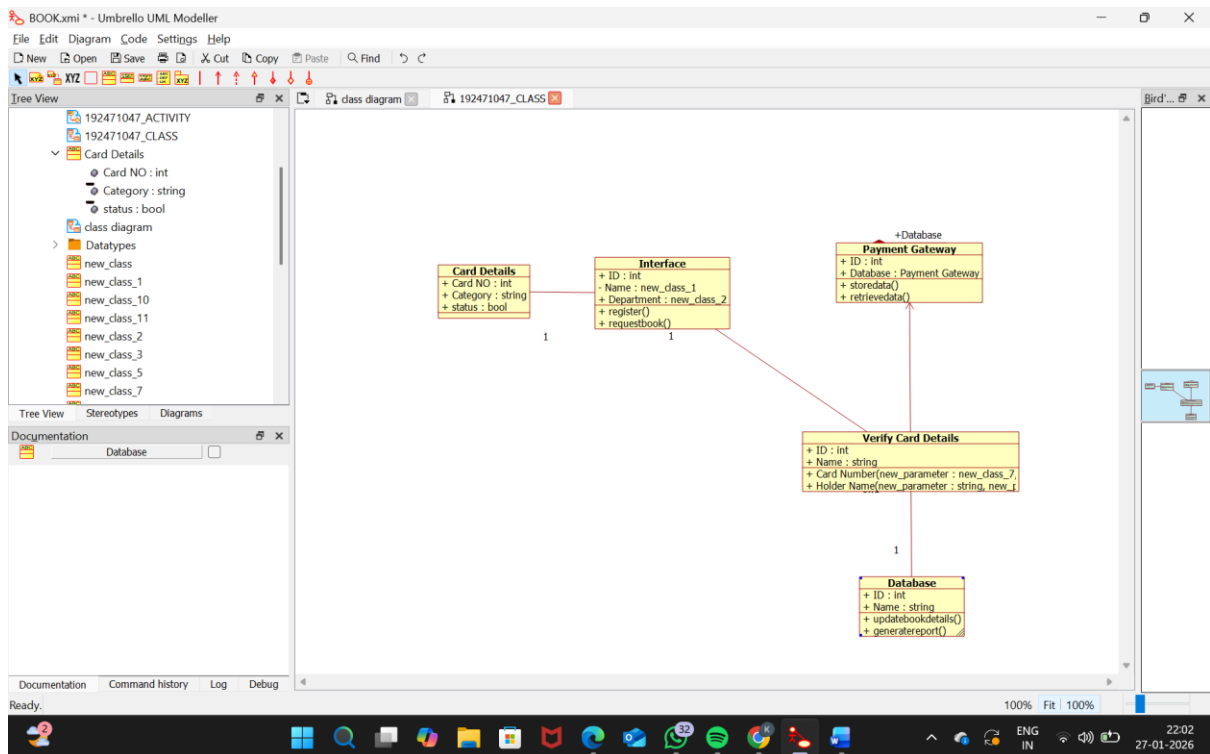 BOOK.xmi * - Umbrello UML Modeller
File Edit Diagram Code Settings Help
New Open Save Cut Copy Paste Find
XYZ
Tree View
class diagram 192471047_CLASS
Bird'...
192471047_ACTIVITY
192471047_CLASS
Card Details
Card NO : int
Category : string
status : bool
class diagram
Datatypes
new_class
new_class_1
new_class_10
new_class_11
new_class_2
new_class_3
new_class_5
new_class_7
Tree View Stereotypes Diagrams
Documentation
Database
Documentation Command history Log Debug
Card Details
+ Card NO : int
+ Category : string
+ status : bool
1
Interface
+ ID : int
- Name : new_class_1
+ Department : new_class_2
+ register()
+ requestbook()
1
+Database
Payment Gateway
+ ID : int
+ Database : Payment Gateway
+ storedata()
+ retrievedata()
Verify Card Details
+ ID : int
+ Name : string
+ Card Number(new_parameter : new_class_7,
+ Holder Name(new_parameter : string, new_p
1
Database
+ ID : int
+ Name : string
+ updatebookdetails()
+ generatereport()
Ready.
100% Fit 100%
2
32
K
ENG
IN
22:02
27-01-2026